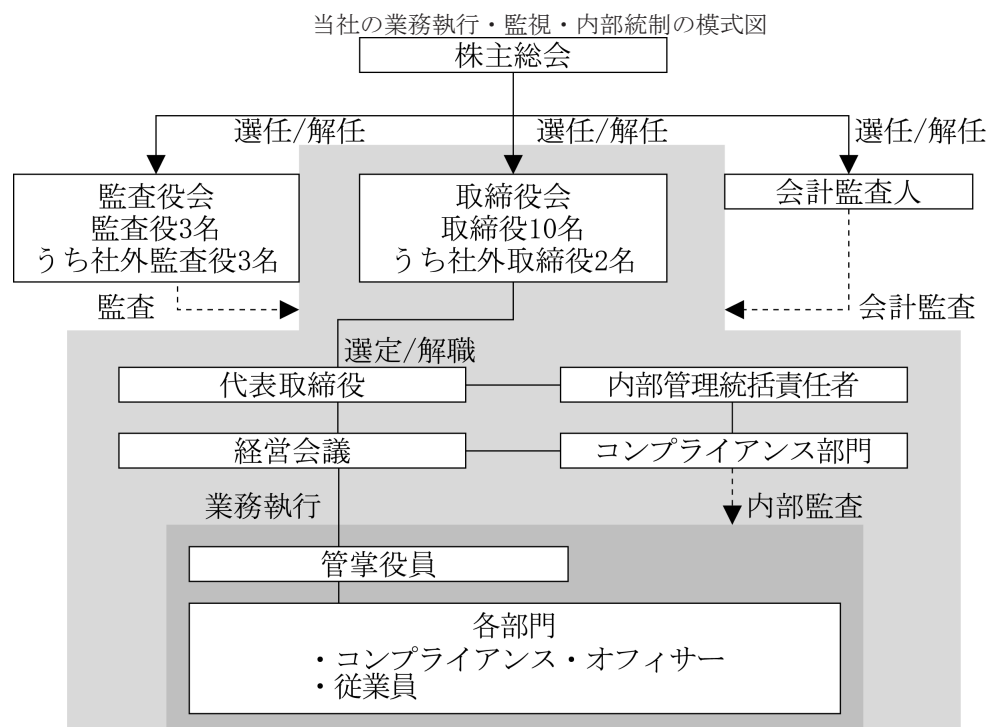 当社の業務執行・監視・内部統制の模式図
株主総会
選任/解任
選任/解任
選任/解任
監査役会
監査役3名
うち社外監査役3名
取締役会
取締役10名
うち社外取締役2名
会計監査人
監査
会計監査
選定/解職
代表取締役
内部管理統括責任者
経営会議
コンプライアンス部門
業務執行
内部監査
管掌役員
各部門
・コンプライアンス・オフィサー
・従業員